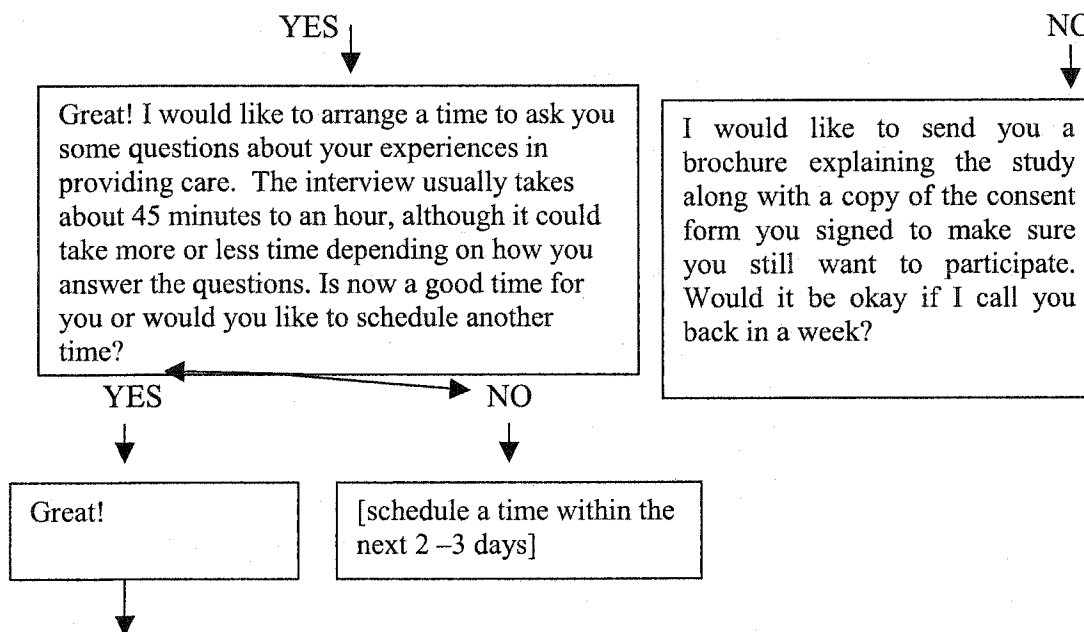 YES
Great! I would like to arrange a time to ask you
some questions about your experiences in
providing care. The interview usually takes
about 45 minutes to an hour, although it could
take more or less time depending on how you
answer the questions. Is now a good time for
you or would you like to schedule another
time?
NO
I would like to send you a
brochure explaining the study
along with a copy of the consent
form you signed to make sure
you still want to participate.
Would it be okay if I call you
back in a week?
YES
NO
Great!
[schedule a time within the
next 2 –3 days]